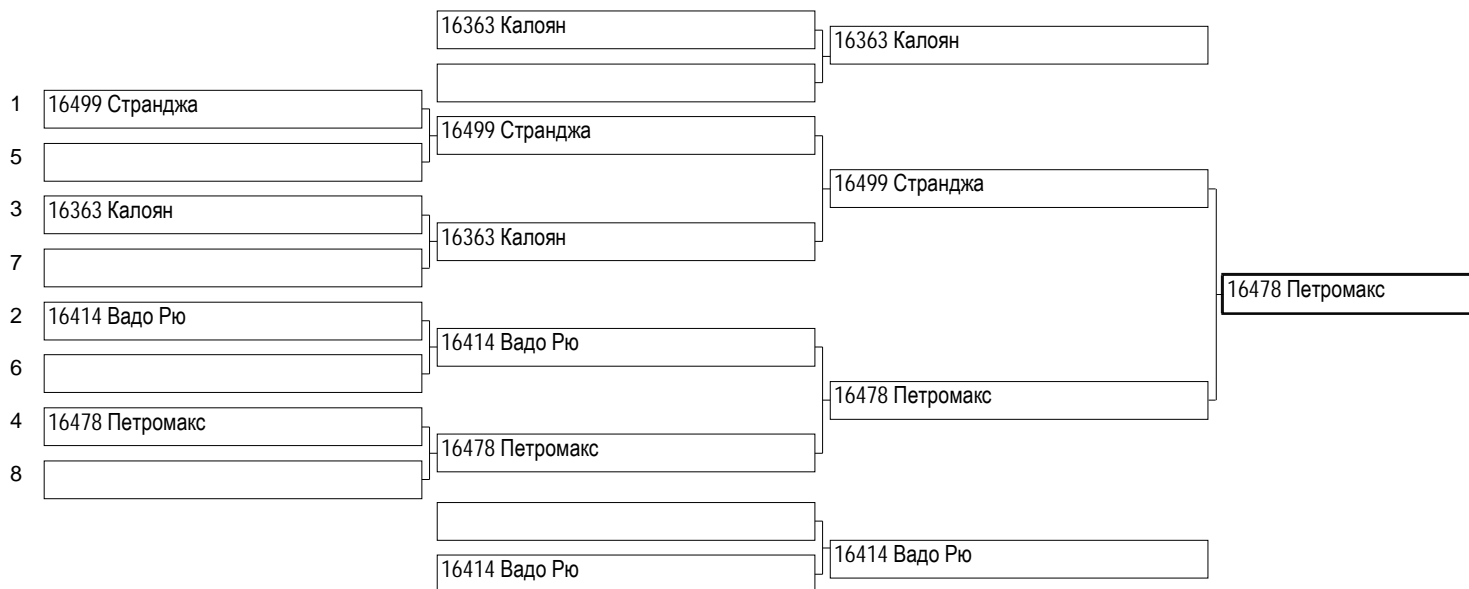 16363 Калоян
16363 Калоян
1 16499 Странджа
16499 Странджа
5
16499 Странджа
3 16363 Калоян
16363 Калоян
7
16478 Петромакс
2 16414 Вадо Рю
16414 Вадо Рю
6
16478 Петромакс
4 16478 Петромакс
16478 Петромакс
8
16414 Вадо Рю
16414 Вадо Рю